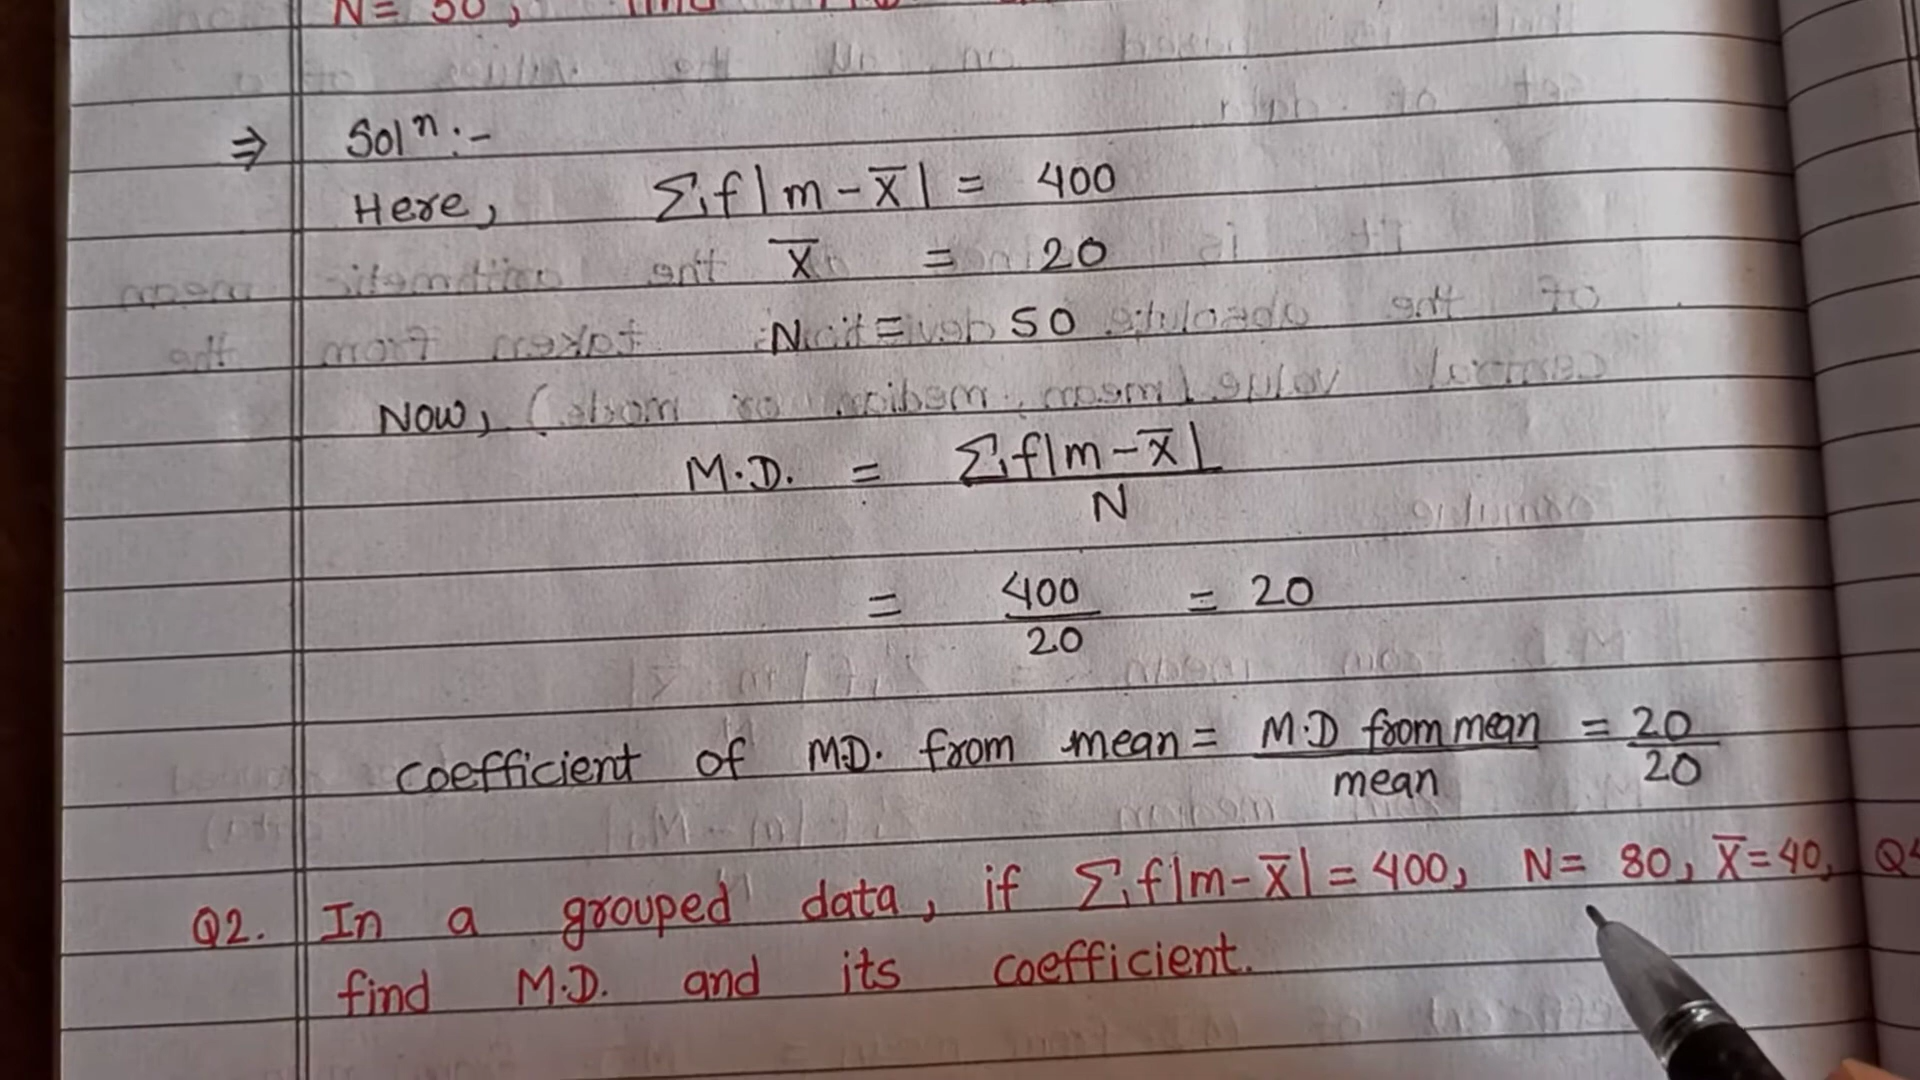 N= 50, find
⇒ Solⁿ:-
Here, Σf|m-x̅| = 400
x̅ = 20
N = 50
Now,
M.D. = Σf|m-x̅|
N
= 400 = 20
20
coefficient of M.D. from mean = M.D from mean = 20
mean 20
Q2. In a grouped data, if Σf|m-x̅| = 400, N= 80, x̅=40,
find M.D. and its coefficient.